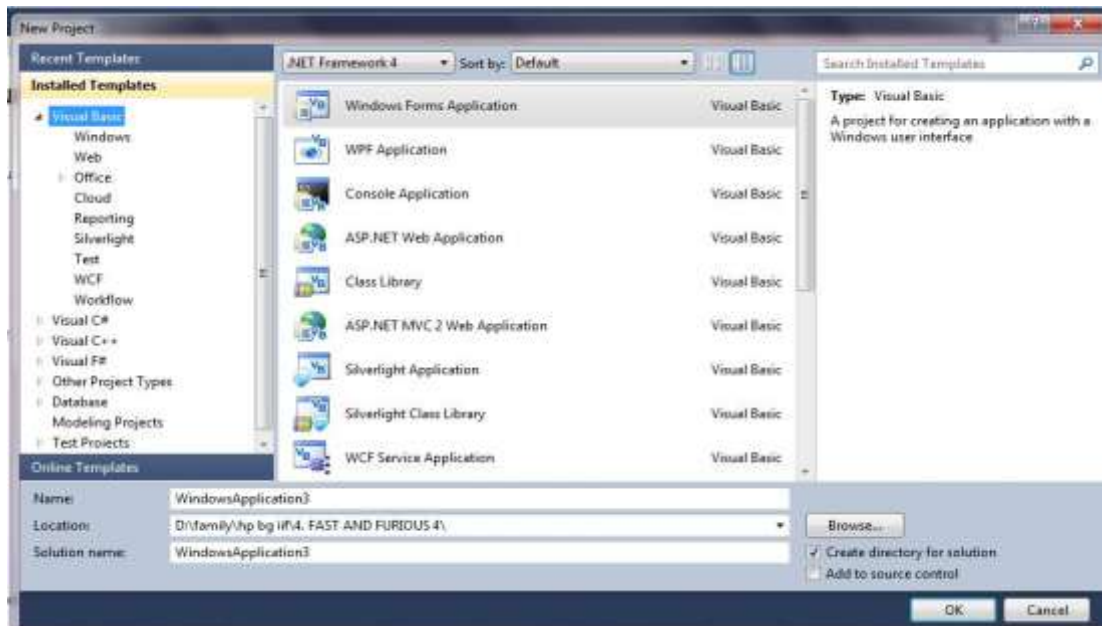 New Project
Recent Templates
Installed Templates
Visual Basic
Windows
Web
Office
Cloud
Reporting
Silverlight
Test
WCF
Workflow
Visual C#
Visual C++
Visual F#
Other Project Types
Database
Modeling Projects
Test Projects
Online Templates
.NET Framework 4 Sort by: Default
Windows Forms Application Visual Basic
WPF Application Visual Basic
Console Application Visual Basic
ASP.NET Web Application Visual Basic
Class Library Visual Basic
ASP.NET MVC 2 Web Application Visual Basic
Silverlight Application Visual Basic
Silverlight Class Library Visual Basic
WCF Service Application Visual Basic
Search Installed Templates
Type: Visual Basic
A project for creating an application with a
Windows user interface
Name: WindowsApplication3
Location: D:\family\hp bg iif\4. FAST AND FURIOUS 4\
Browse...
Solution name: WindowsApplication3
Create directory for solution
Add to source control
OK Cancel